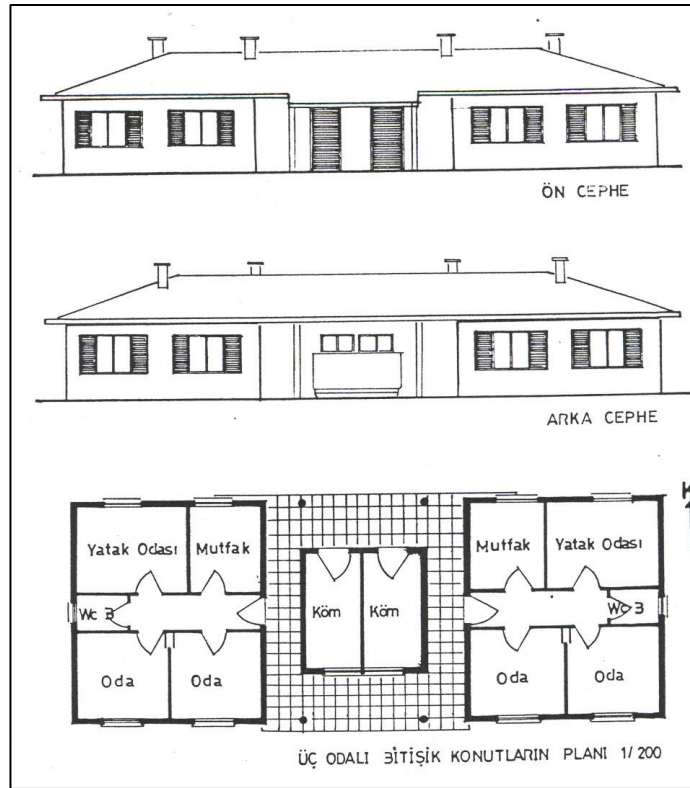 ÖN CEPHE
ARKA CEPHE
K
Yatak Odası Mutfak Mutfak Yatak Odası
Wc B Köm Köm Wc B
Oda Oda Oda Oda
ÜÇ ODALI BİTİŞİK KONUTLARIN PLANI 1/200